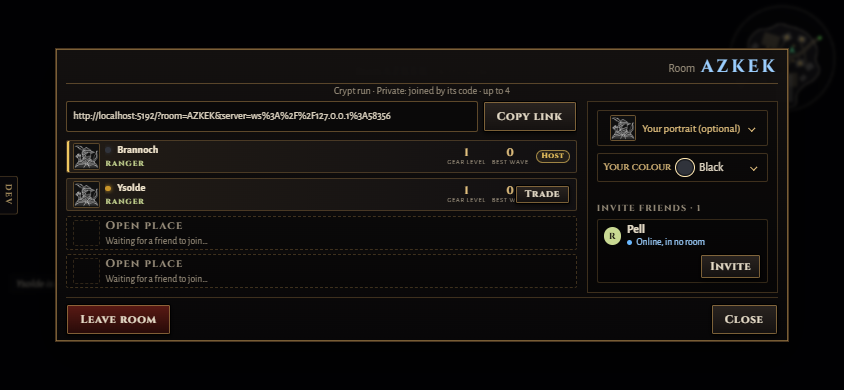 Room AZKEK
Crypt run · Private: joined by its code · up to 4
http://localhost:5192/?room=AZKEK&server=ws%3A%2F%2F127.0.0.1%3A58356
COPY LINK
Brannoch
RANGER
1 GEAR LEVEL
0 BEST WAVE
HOST
Ysolde
RANGER
1 GEAR LEVEL
0 BEST W
TRADE
OPEN PLACE
Waiting for a friend to join...
OPEN PLACE
Waiting for a friend to join...
Your portrait (optional)
YOUR COLOUR Black
INVITE FRIENDS · 1
R
Pell
Online, in no room
INVITE
LEAVE ROOM
CLOSE
DEV
Ysolde